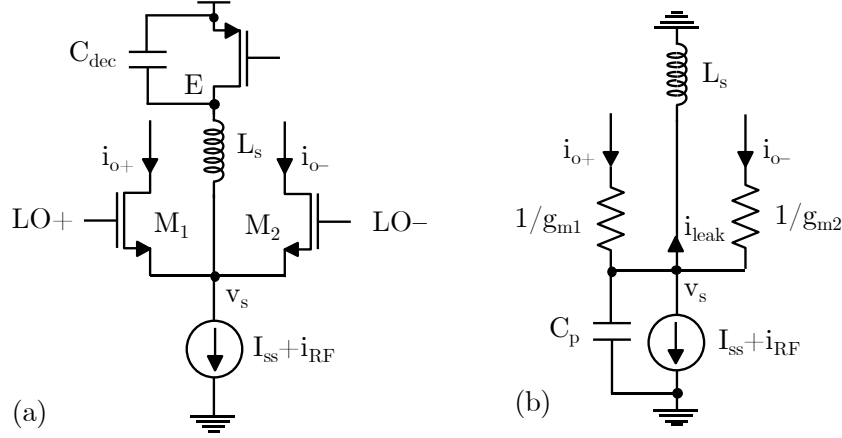 C_dec
E
L_s
i_o+
i_o−
LO+
M_1
M_2
LO−
v_s
I_ss+i_RF
(a)
L_s
i_o+
i_o−
1/g_m1
i_leak
1/g_m2
v_s
C_p
I_ss+i_RF
(b)